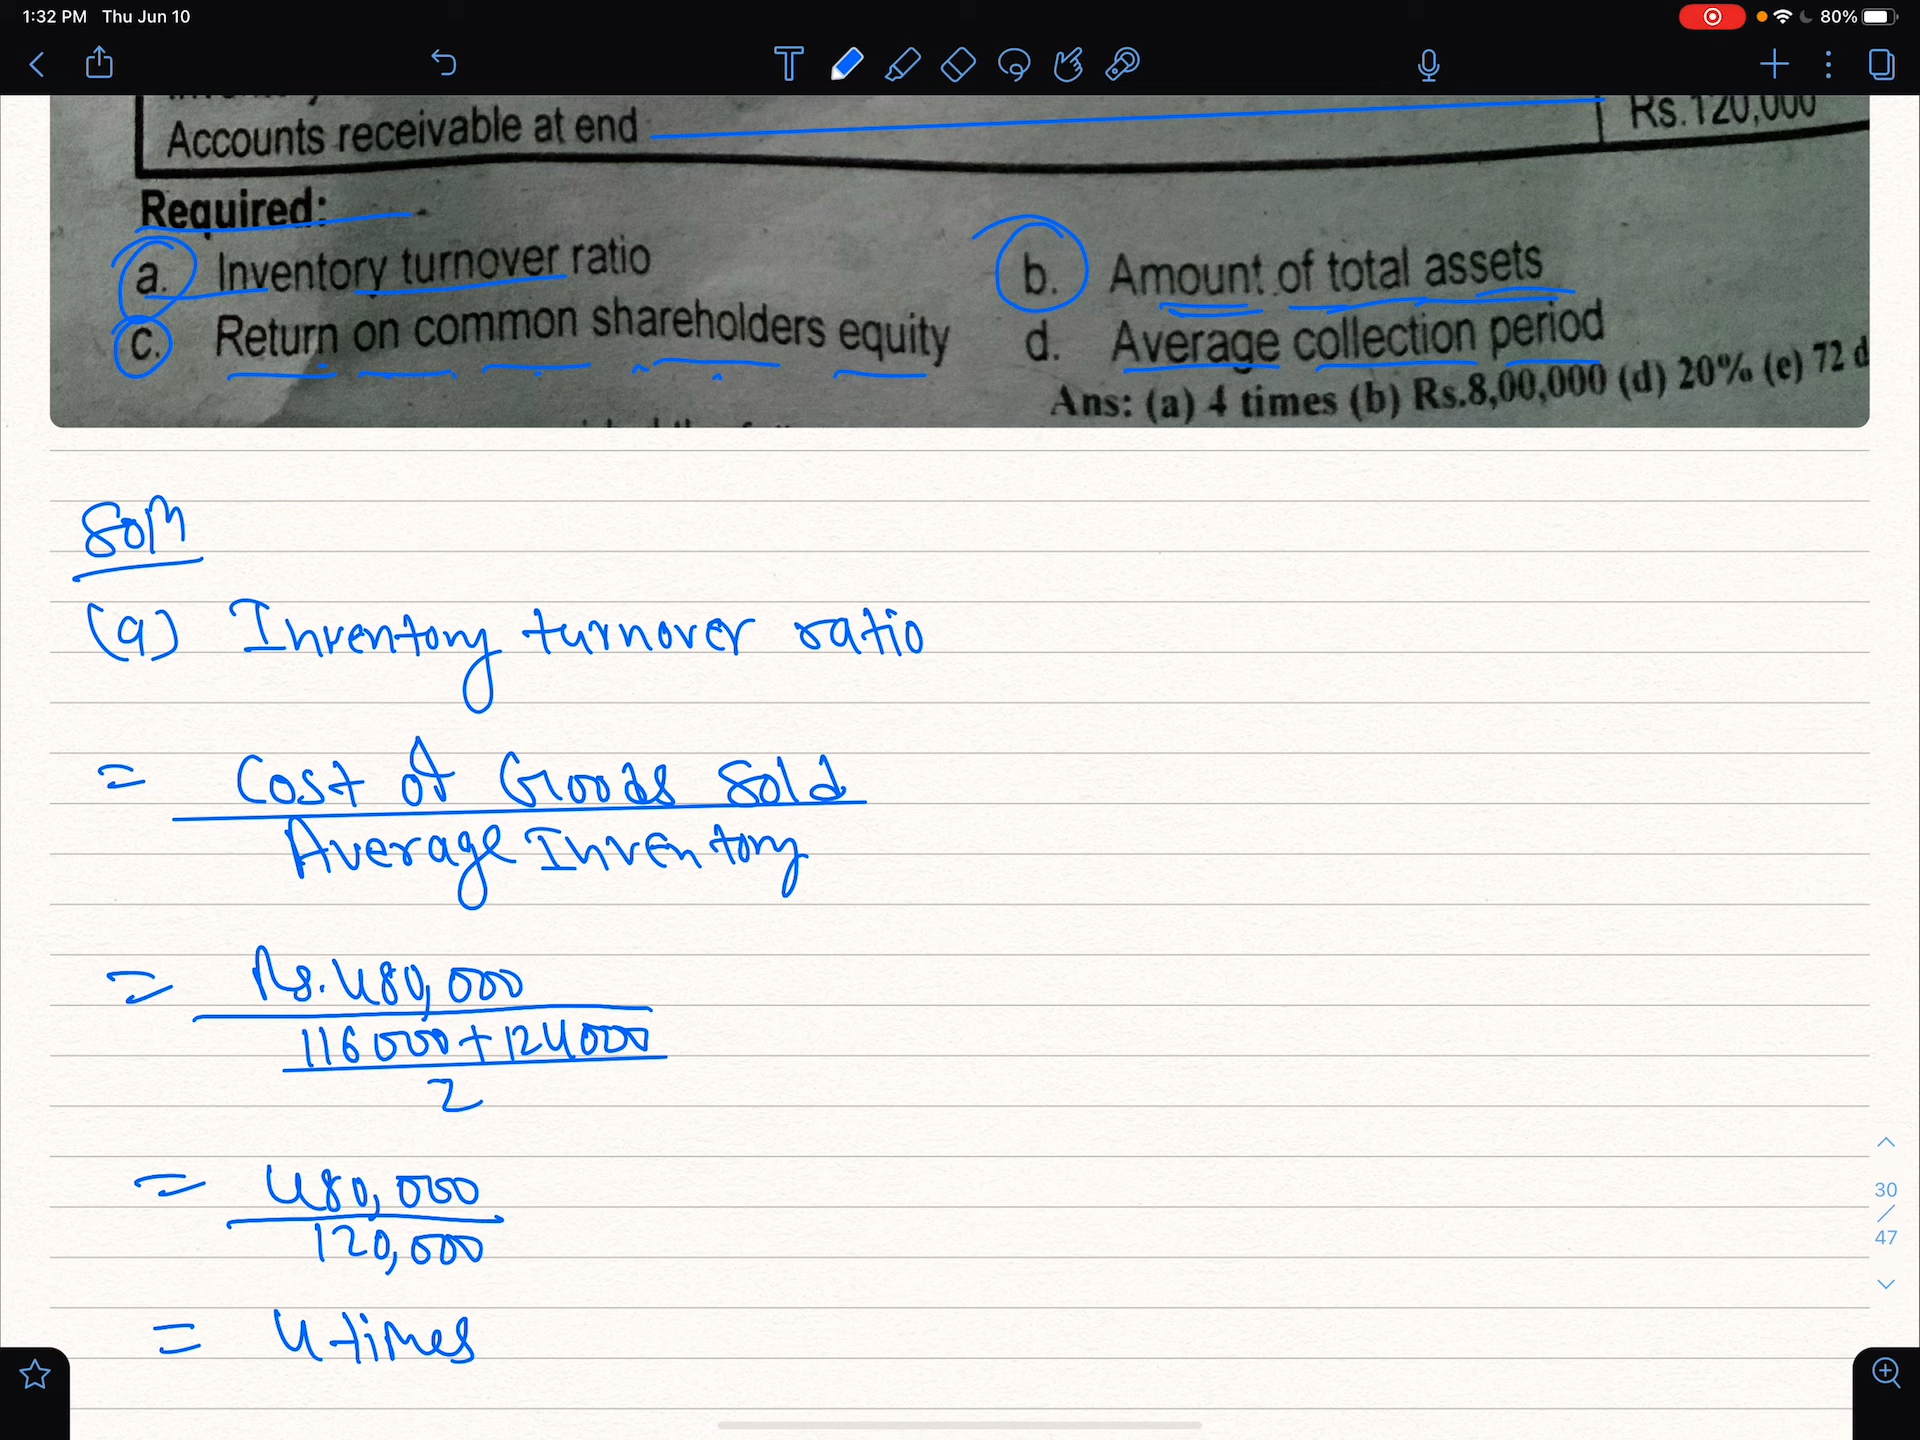 1:32 PM Thu Jun 10
80%
Accounts receivable at end Rs.120,000
Required:
a. Inventory turnover ratio b. Amount of total assets
c. Return on common shareholders equity d. Average collection period
Ans: (a) 4 times (b) Rs.8,00,000 (d) 20% (e) 72 d
Soln
(a) Inventory turnover ratio
= Cost of Goods Sold
Average Inventory
= Rs.480,000
116000+124000
2
= 480,000
120,000
= 4 times
30
/
47